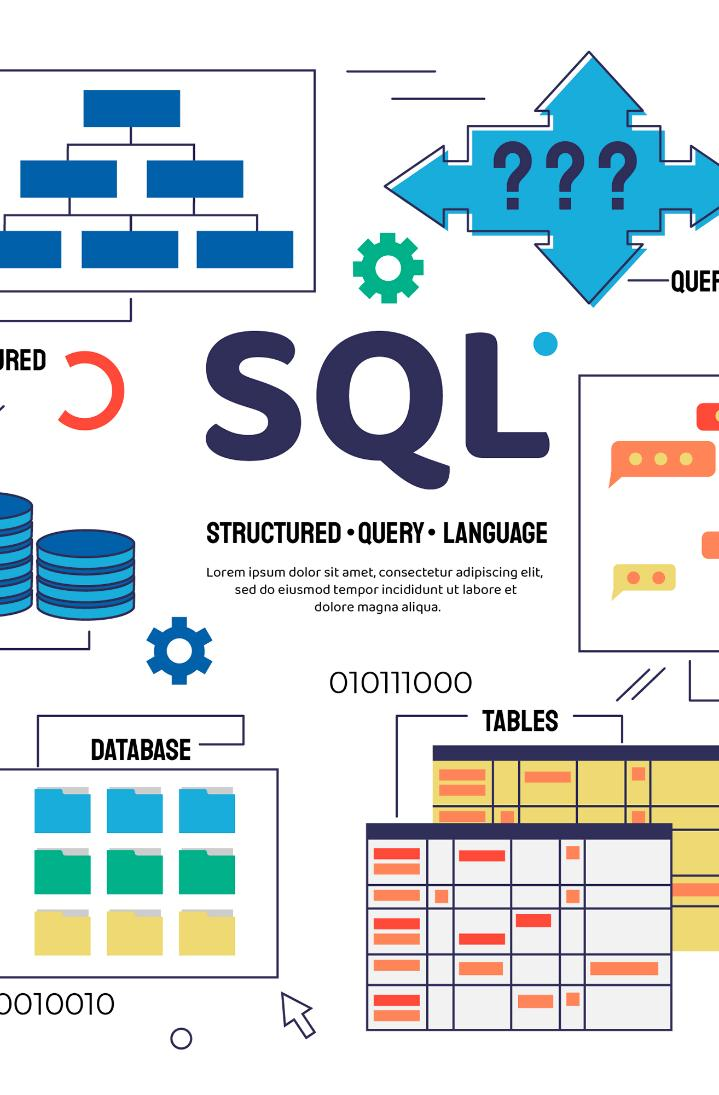 ???
QUER
URED
SQL
STRUCTURED • QUERY • LANGUAGE
Lorem ipsum dolor sit amet, consectetur adipiscing elit,
sed do eiusmod tempor incididunt ut labore et
dolore magna aliqua.
010111000
TABLES
DATABASE
0010010